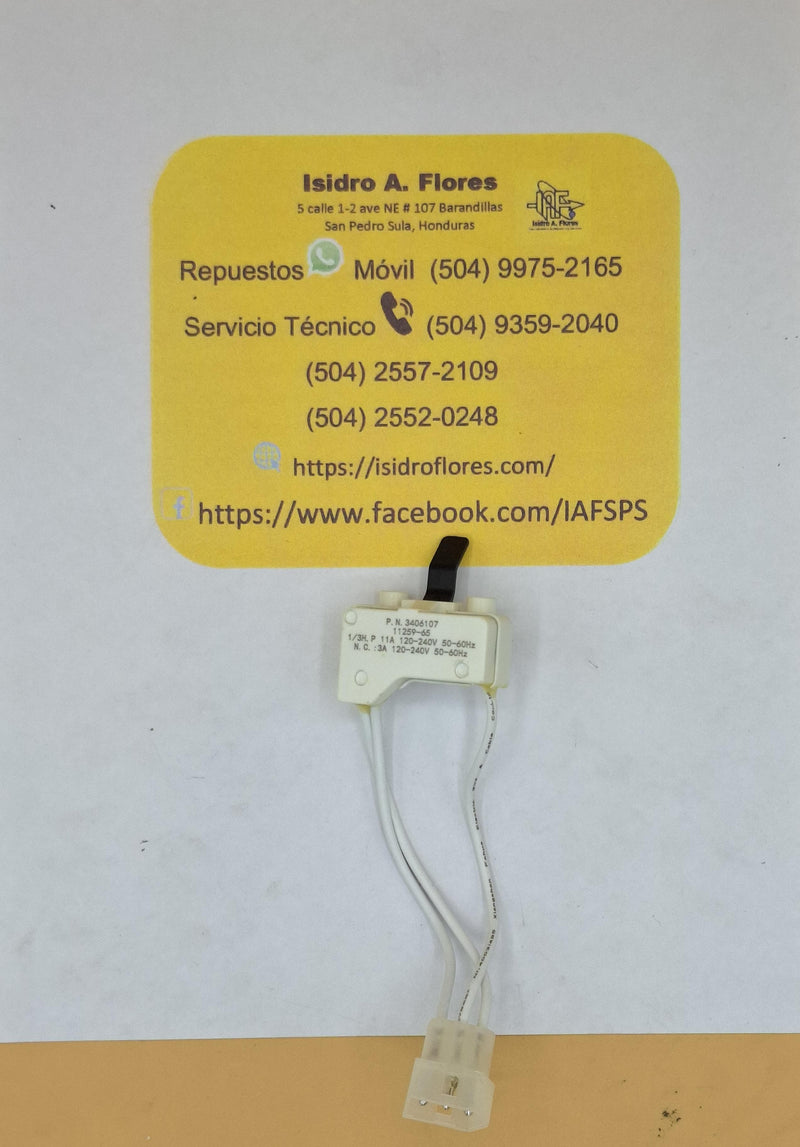 Isidro A. Flores
5 calle 1-2 ave NE # 107 Barandillas
San Pedro Sula, Honduras
Isidro A. Flores
Repuestos Móvil (504) 9975-2165
Servicio Técnico (504) 9359-2040
(504) 2557-2109
(504) 2552-0248
https://isidroflores.com/
f https://www.facebook.com/IAFSPS
P.N. 3406107
11259-65
1/3H.P 11A 120-240V 50-60Hz
N.C.:3A 120-240V 50-60Hz